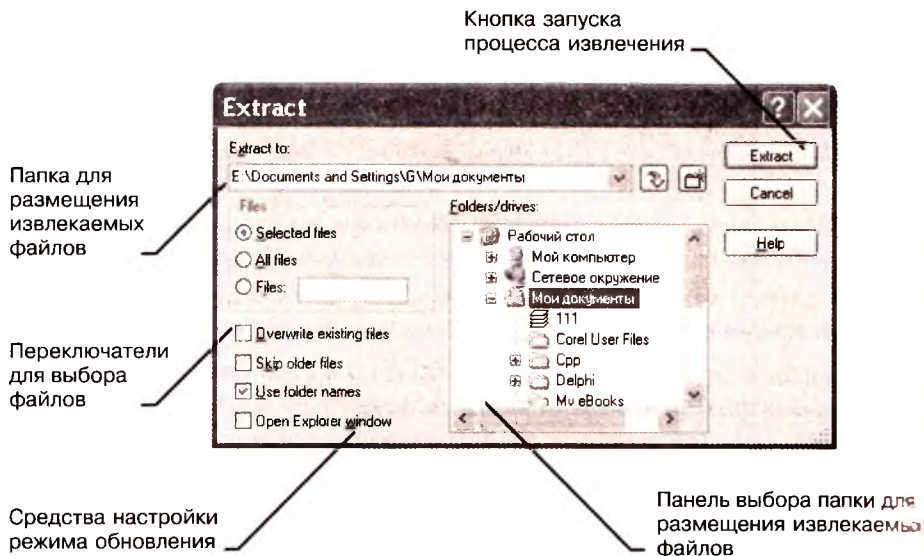 Кнопка запуска
процесса извлечения
Extract
Extract to:
E:\Documents and Settings\G\Мои документы
Extract
Cancel
Help
Files
Selected files
All files
Files:
Overwrite existing files
Skip older files
Use folder names
Open Explorer window
Folders/drives:
Рабочий стол
Мой компьютер
Сетевое окружение
Мои документы
111
Corel User Files
Cpp
Delphi
My eBooks
Папка для
размещения
извлекаемых
файлов
Переключатели
для выбора
файлов
Средства настройки
режима обновления
Панель выбора папки для
размещения извлекаемых
файлов